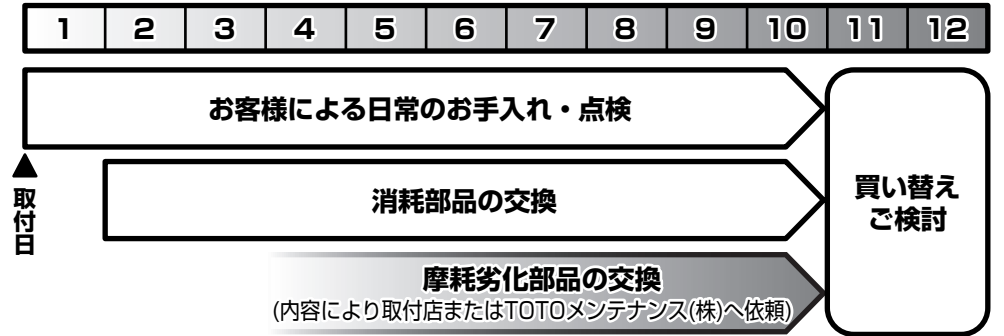 1 2 3 4 5 6 7 8 9 10 11 12
お客様による日常のお手入れ・点検
取付日
消耗部品の交換
買い替え
ご検討
摩耗劣化部品の交換
(内容により取付店またはTOTOメンテナンス(株)へ依頼)